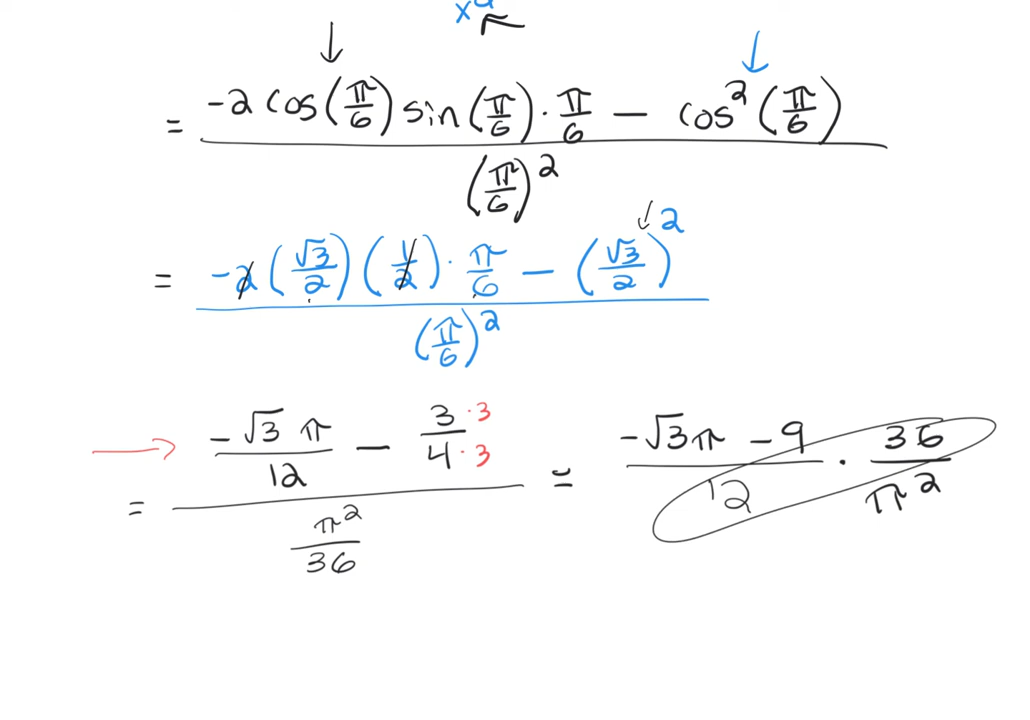 x
= -2 cos(π/6) sin(π/6) · π/6 − cos²(π/6) / (π/6)²
= -2(√3/2)(1/2) · π/6 − (√3/2)² / (π/6)²
= (-√3 π/12 − 3·3/4·3) / (π²/36) = (-√3π − 9)/12 · 36/π²